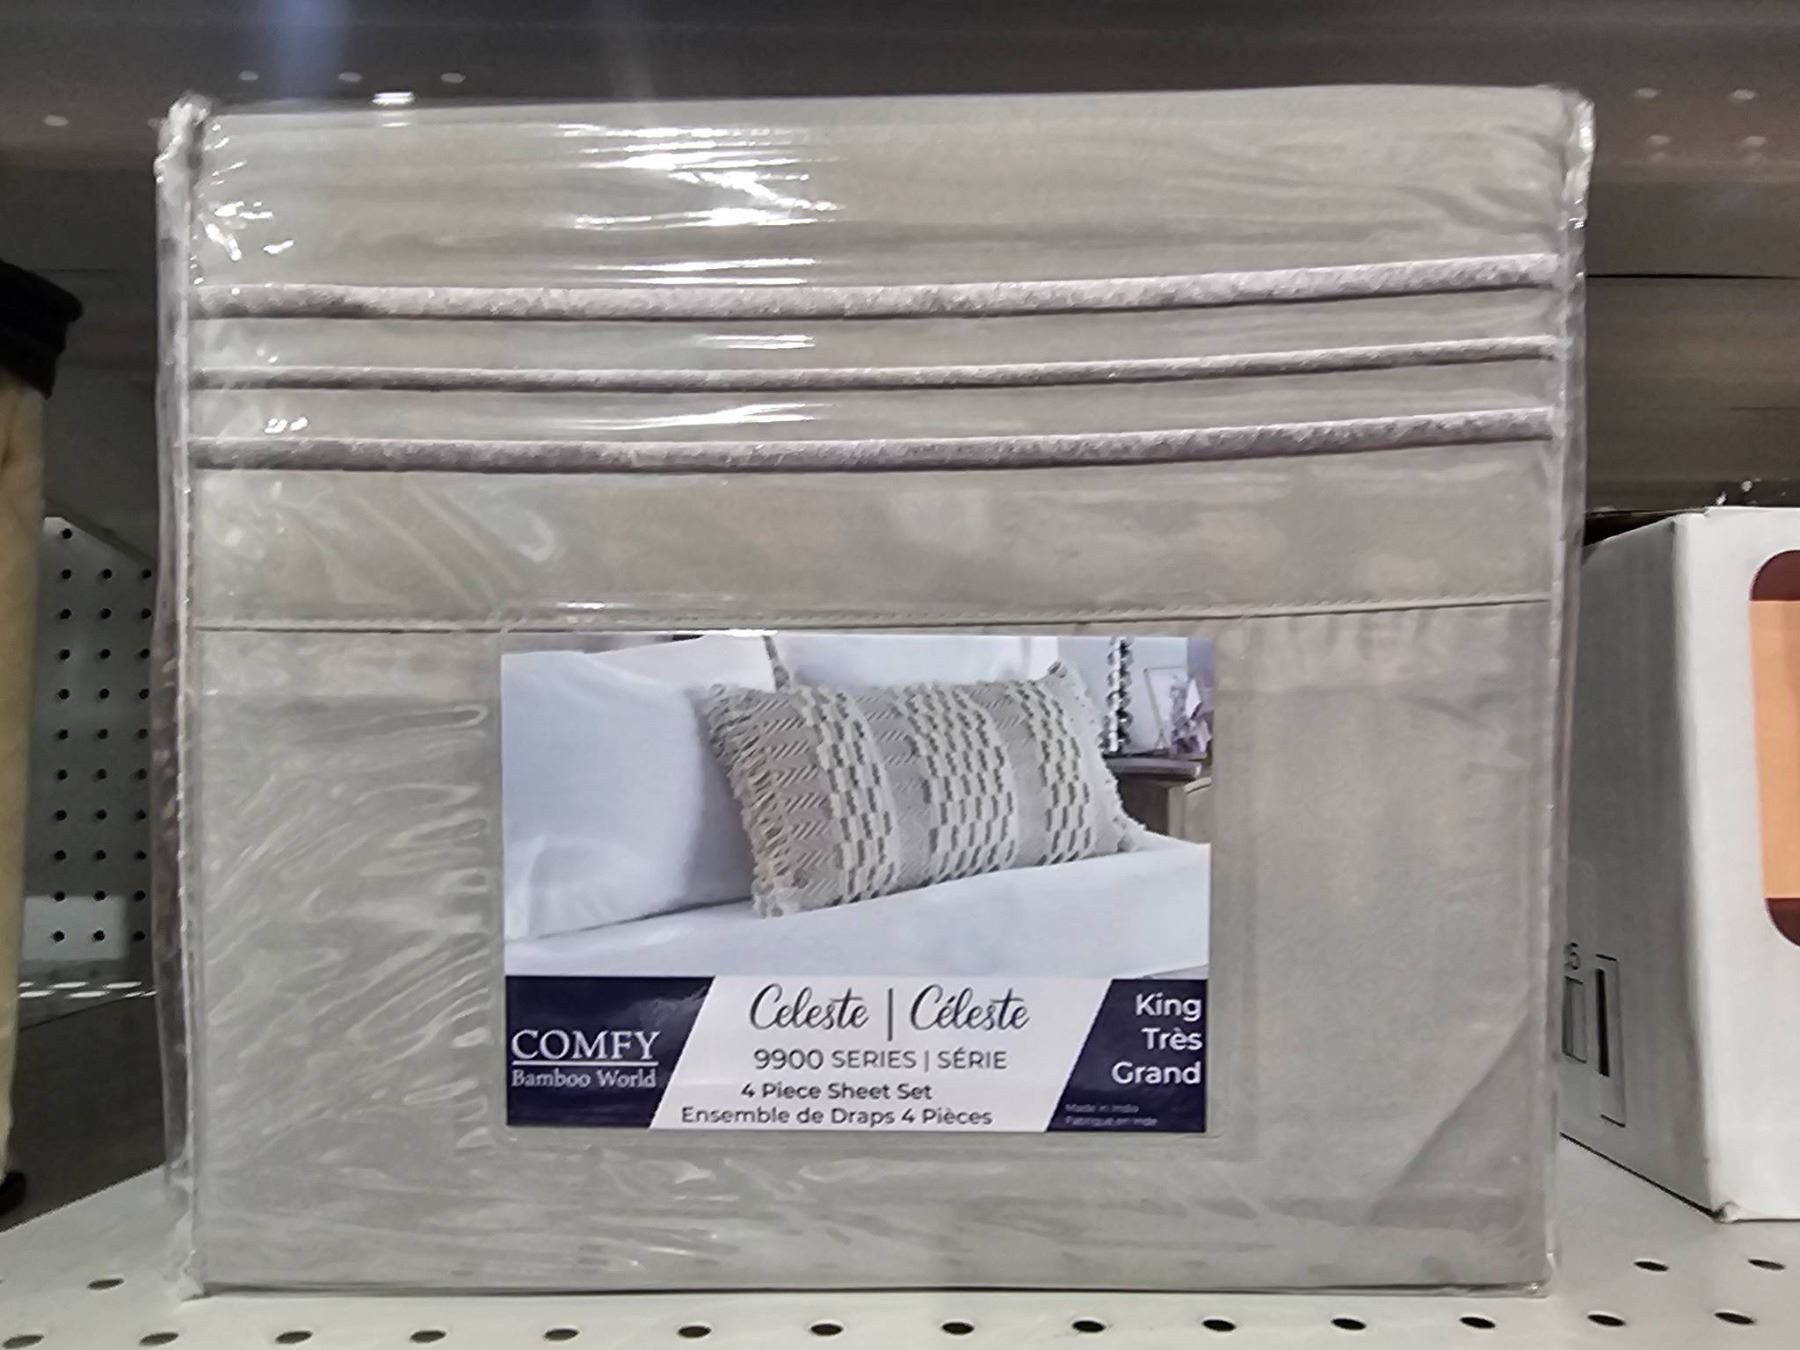 Celeste | Céleste
9900 SERIES | SÉRIE
4 Piece Sheet Set
Ensemble de Draps 4 Pièces
COMFY
Bamboo World
King
Très
Grand
Made in India
Fabriqué en Inde